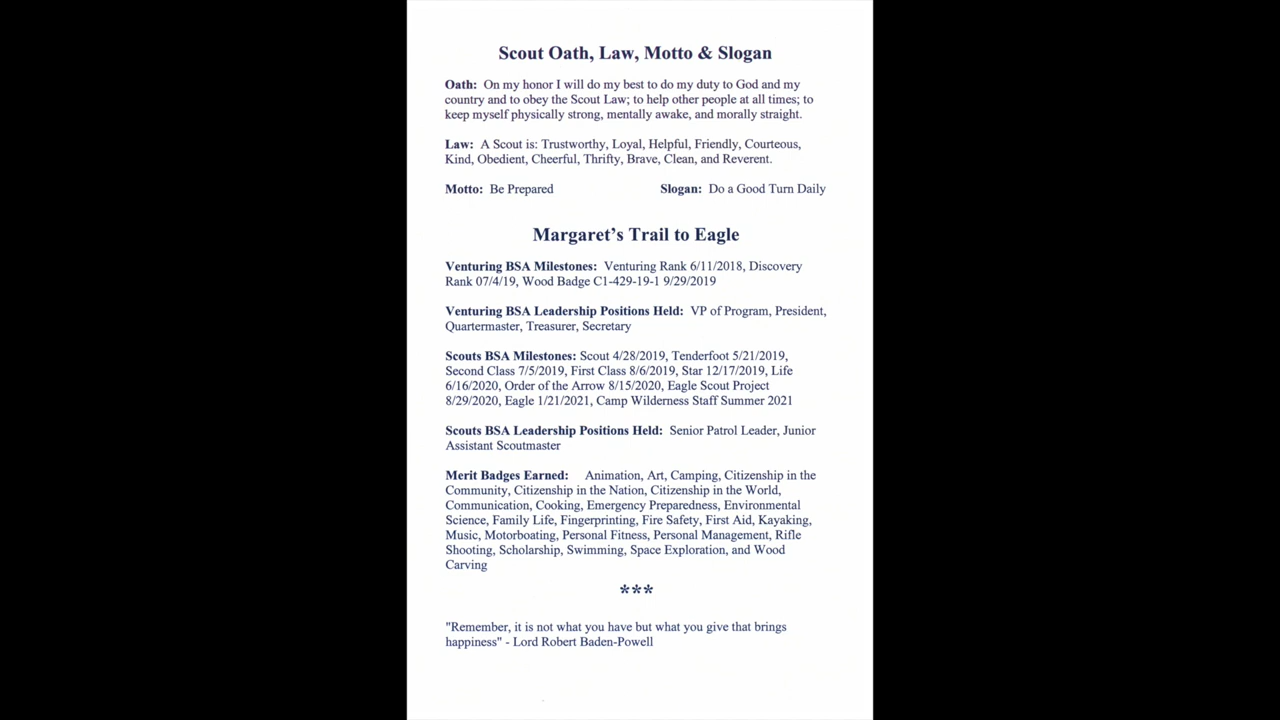 Scout Oath, Law, Motto & Slogan
Oath: On my honor I will do my best to do my duty to God and my
country and to obey the Scout Law; to help other people at all times; to
keep myself physically strong, mentally awake, and morally straight.
Law: A Scout is: Trustworthy, Loyal, Helpful, Friendly, Courteous,
Kind, Obedient, Cheerful, Thrifty, Brave, Clean, and Reverent.
Motto: Be Prepared Slogan: Do a Good Turn Daily
Margaret's Trail to Eagle
Venturing BSA Milestones: Venturing Rank 6/11/2018, Discovery
Rank 07/4/19, Wood Badge C1-429-19-1 9/29/2019
Venturing BSA Leadership Positions Held: VP of Program, President,
Quartermaster, Treasurer, Secretary
Scouts BSA Milestones: Scout 4/28/2019, Tenderfoot 5/21/2019,
Second Class 7/5/2019, First Class 8/6/2019, Star 12/17/2019, Life
6/16/2020, Order of the Arrow 8/15/2020, Eagle Scout Project
8/29/2020, Eagle 1/21/2021, Camp Wilderness Staff Summer 2021
Scouts BSA Leadership Positions Held: Senior Patrol Leader, Junior
Assistant Scoutmaster
Merit Badges Earned: Animation, Art, Camping, Citizenship in the
Community, Citizenship in the Nation, Citizenship in the World,
Communication, Cooking, Emergency Preparedness, Environmental
Science, Family Life, Fingerprinting, Fire Safety, First Aid, Kayaking,
Music, Motorboating, Personal Fitness, Personal Management, Rifle
Shooting, Scholarship, Swimming, Space Exploration, and Wood
Carving
***
"Remember, it is not what you have but what you give that brings
happiness" - Lord Robert Baden-Powell